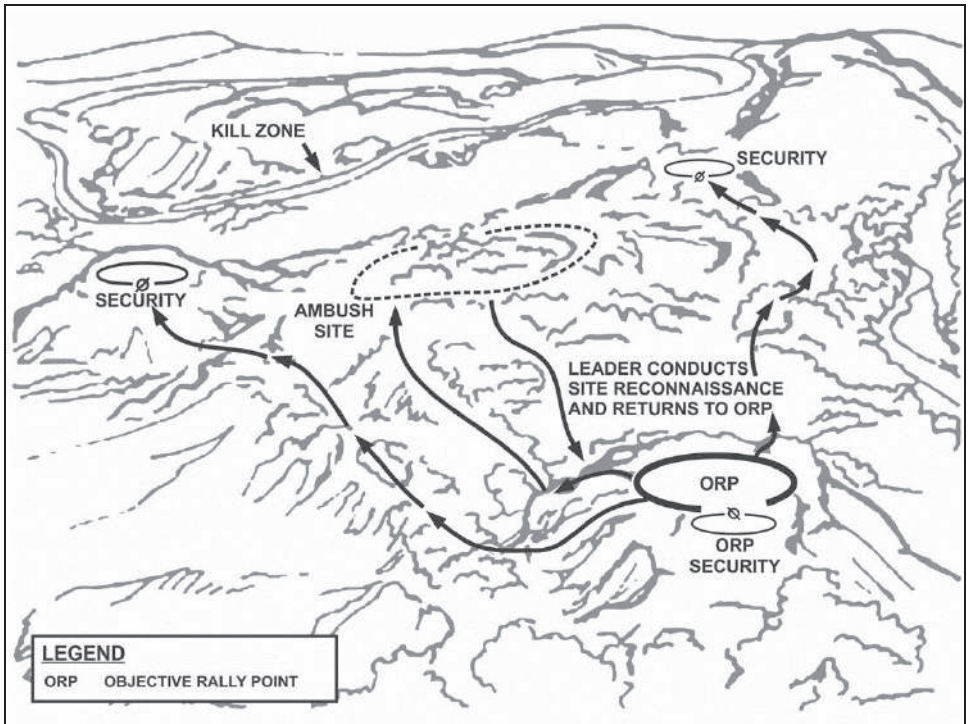 KILL ZONE
SECURITY
SECURITY
AMBUSH
SITE
LEADER CONDUCTS
SITE RECONNAISSANCE
AND RETURNS TO ORP
ORP
ORP
SECURITY
LEGEND
ORP OBJECTIVE RALLY POINT